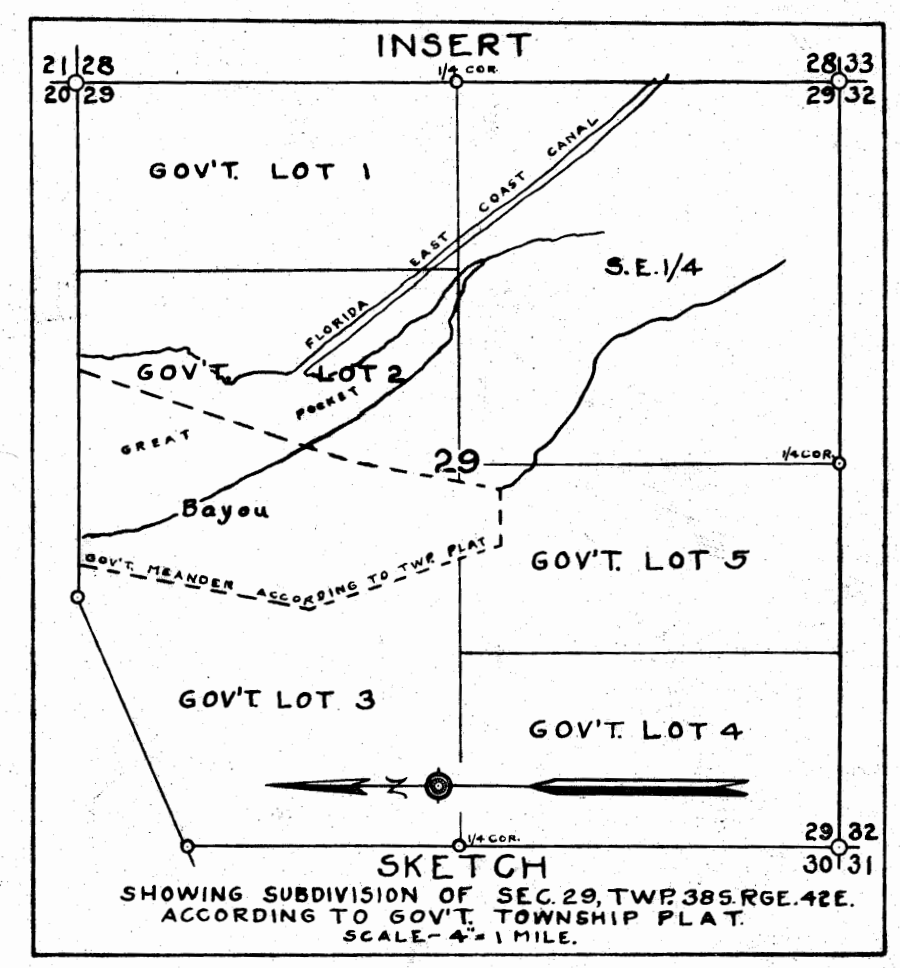 INSERT
21 28
20 29
1/4 COR.
28 33
29 32
GOV'T. LOT 1
FLORIDA EAST COAST CANAL
S.E. 1/4
GOV'T. LOT 2
GREAT POCKET
29
1/4 COR.
Bayou
GOV'T. MEANDER ACCORDING TO TWP. PLAT
GOV'T. LOT 5
GOV'T. LOT 3
GOV'T. LOT 4
N
1/4 COR.
29 32
30 31
SKETCH
SHOWING SUBDIVISION OF SEC. 29, TWP. 38S. RGE. 42E.
ACCORDING TO GOV'T. TOWNSHIP PLAT.
SCALE - 4" = 1 MILE.